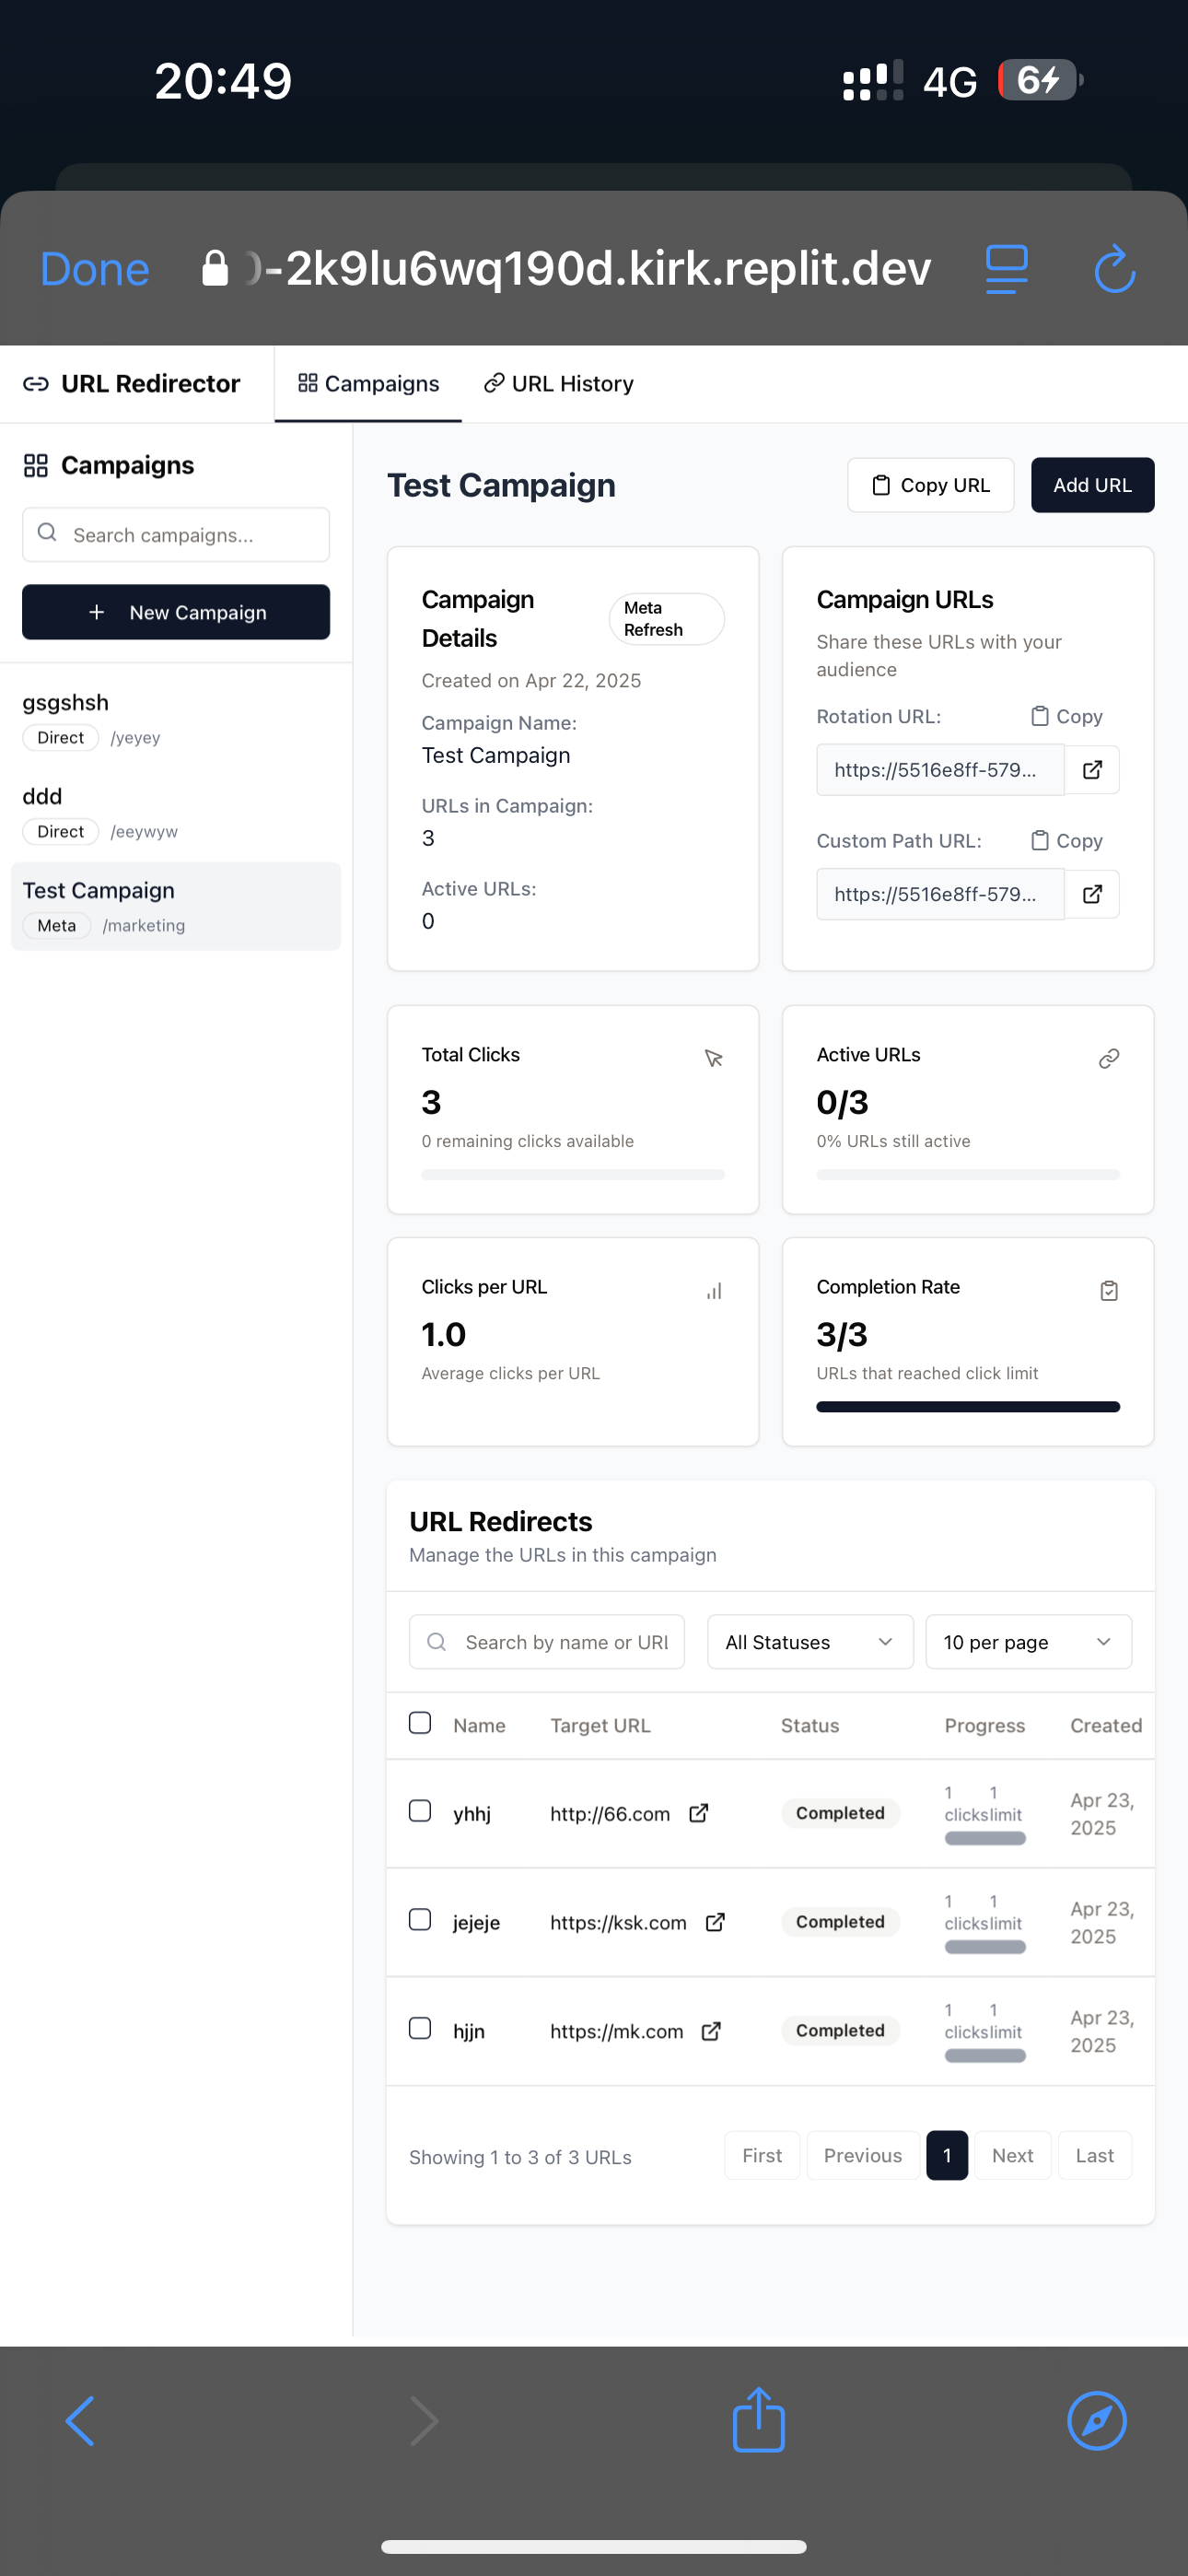 20:49
4G
6
Done
-2k9lu6wq190d.kirk.replit.dev
URL Redirector
Campaigns
URL History
Campaigns
Search campaigns...
+ New Campaign
gsgshsh
Direct /yeyey
ddd
Direct /eeywyw
Test Campaign
Meta /marketing
Test Campaign
Copy URL
Add URL
Campaign
Details
Meta
Refresh
Created on Apr 22, 2025
Campaign Name:
Test Campaign
URLs in Campaign:
3
Active URLs:
0
Campaign URLs
Share these URLs with your
audience
Rotation URL:
Copy
https://5516e8ff-579...
Custom Path URL:
Copy
https://5516e8ff-579...
Total Clicks
3
0 remaining clicks available
Active URLs
0/3
0% URLs still active
Clicks per URL
1.0
Average clicks per URL
Completion Rate
3/3
URLs that reached click limit
URL Redirects
Manage the URLs in this campaign
Search by name or URL
All Statuses
10 per page
Name Target URL Status Progress Created
yhhj http://66.com Completed 1 clicks 1 limit Apr 23, 2025
jejeje https://ksk.com Completed 1 clicks 1 limit Apr 23, 2025
hjjn https://mk.com Completed 1 clicks 1 limit Apr 23, 2025
Showing 1 to 3 of 3 URLs
First Previous 1 Next Last